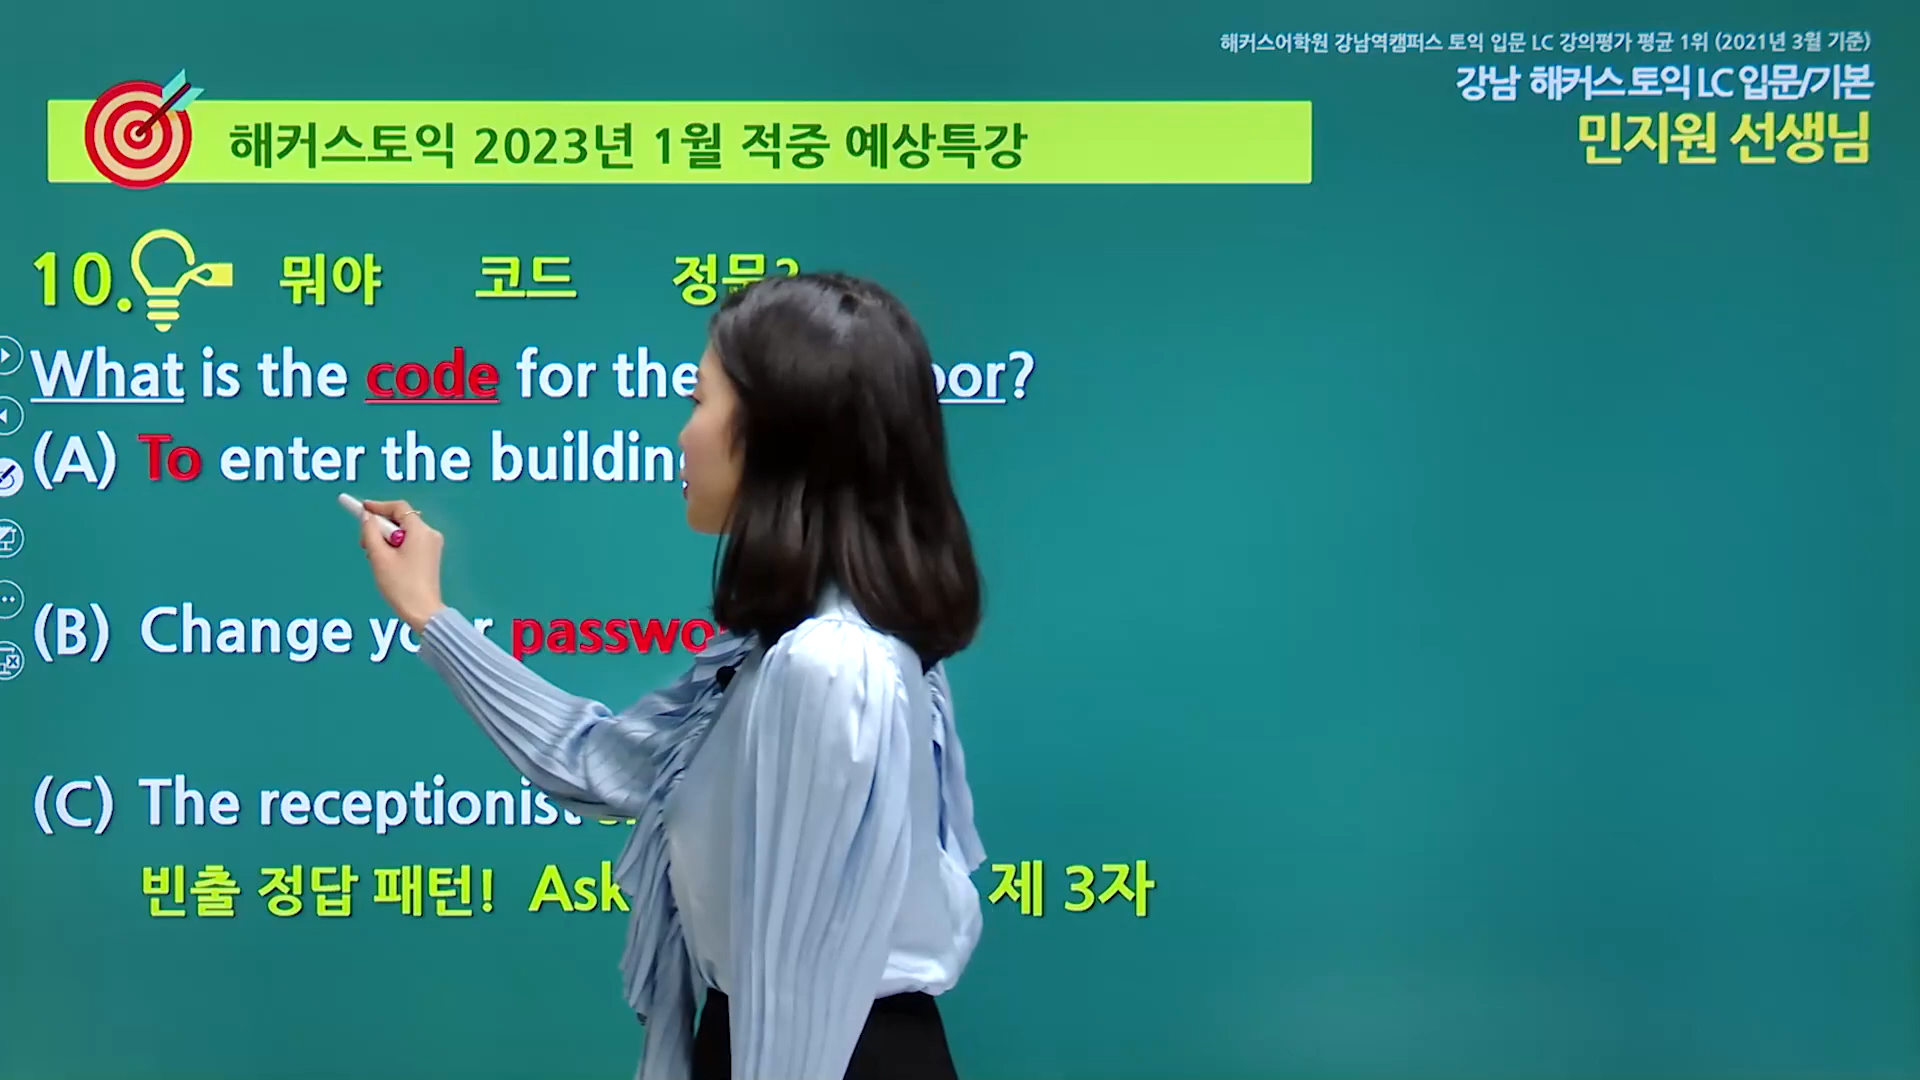 해커스어학원 강남역캠퍼스 토익 입문 LC 강의평가 평균 1위 (2021년 3월 기준)
강남 해커스 토익 LC 입문/기본
민지원 선생님
해커스토익 2023년 1월 적중 예상특강
10. 뭐야 코드 정문?
What is the code for the ?
(A) To enter the building
(B) Change your password
(C) The receptionist
빈출 정답 패턴! Ask 제 3자